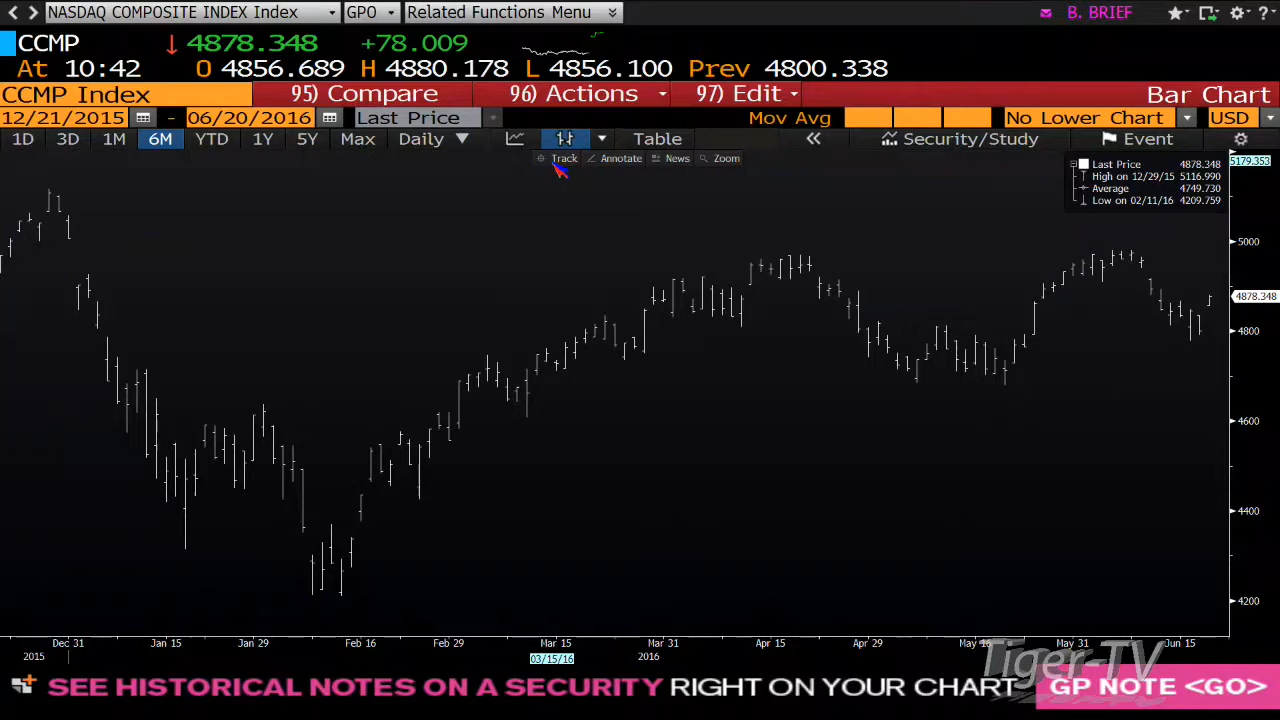 NASDAQ COMPOSITE INDEX Index GPO Related Functions Menu B. BRIEF ?
CCMP ↓ 4878.348 +78.009
At 10:42 O 4856.689 H 4880.178 L 4856.100 Prev 4800.338
CCMP Index 95) Compare 96) Actions 97) Edit Bar Chart
12/21/2015 - 06/20/2016 Last Price Mov Avg No Lower Chart USD
1D 3D 1M 6M YTD 1Y 5Y Max Daily Table Security/Study Event
Track Annotate News Zoom
Last Price 4878.348
High on 12/29/15 5116.990
Average 4749.730
Low on 02/11/16 4209.759
5179.353
5000
4878.348
4800
4600
4400
4200
Dec 31 Jan 15 Jan 29 Feb 16 Feb 29 Mar 15 Mar 31 Apr 15 Apr 29 May 16 May 31 Jun 15
2015 03/15/16 2016
Tiger-TV
SEE HISTORICAL NOTES ON A SECURITY RIGHT ON YOUR CHART GP NOTE <GO>